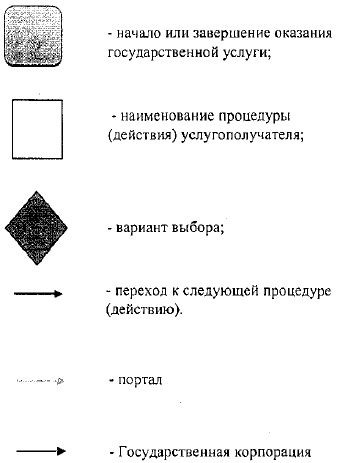 - начало или завершение оказания
государственной услуги;
- наименование процедуры
(действия) услугополучателя;
- вариант выбора;
- переход к следующей процедуре
(действию).
- портал
- Государственная корпорация